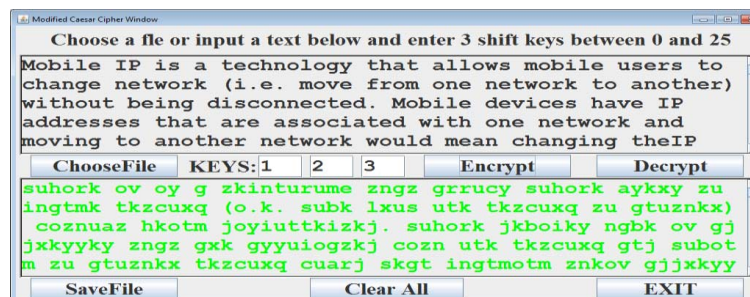 Modified Caesar Cipher Window
Choose a fle or input a text below and enter 3 shift keys between 0 and 25
Mobile IP is a technology that allows mobile users to
change network (i.e. move from one network to another)
without being disconnected. Mobile devices have IP
addresses that are associated with one network and
moving to another network would mean changing theIP
ChooseFile KEYS: 1 2 3 Encrypt Decrypt
suhork ov oy g zkinturume zngz grrucy suhork aykxy zu
ingtmk tkzcuxq (o.k. subk lxus utk tkzcuxq zu gtuznkx)
coznuaz hkotm joyiuttkizkj. suhork jkboiky ngbk ov gj
jxkyyky zngz gxk gyyuiogzkj cozn utk tkzcuxq gtj subot
m zu gtuznkx tkzcuxq cuarj skgt ingtmotm znkov gjjxkyy
SaveFile Clear All EXIT